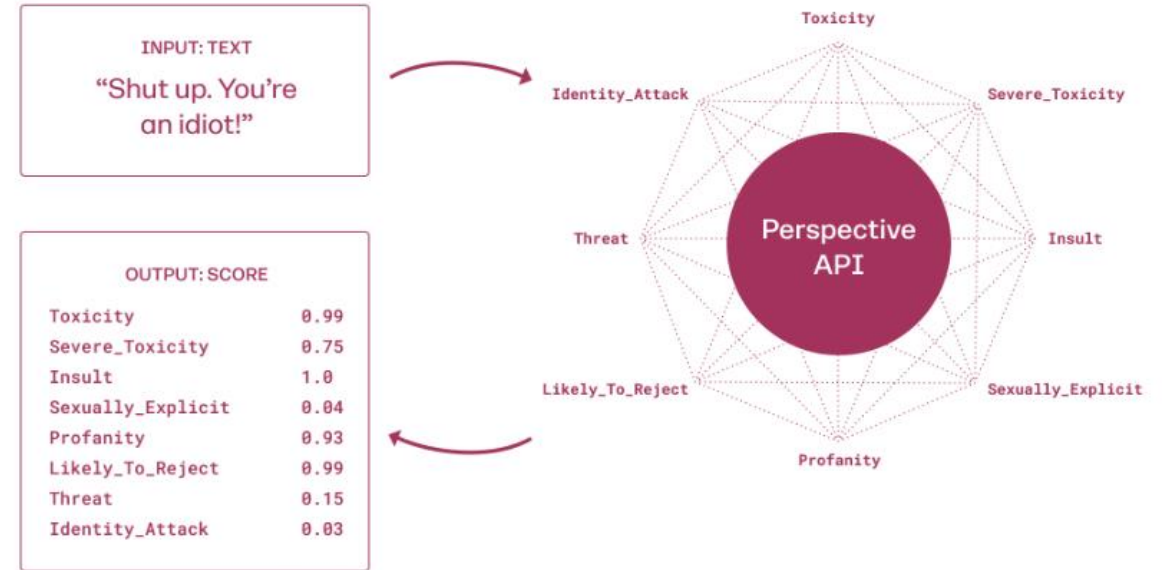 INPUT: TEXT
“Shut up. You’re
an idiot!”
OUTPUT: SCORE
Toxicity 0.99
Severe_Toxicity 0.75
Insult 1.0
Sexually_Explicit 0.04
Profanity 0.93
Likely_To_Reject 0.99
Threat 0.15
Identity_Attack 0.03
Toxicity
Identity_Attack
Severe_Toxicity
Threat
Perspective
API
Insult
Likely_To_Reject
Sexually_Explicit
Profanity